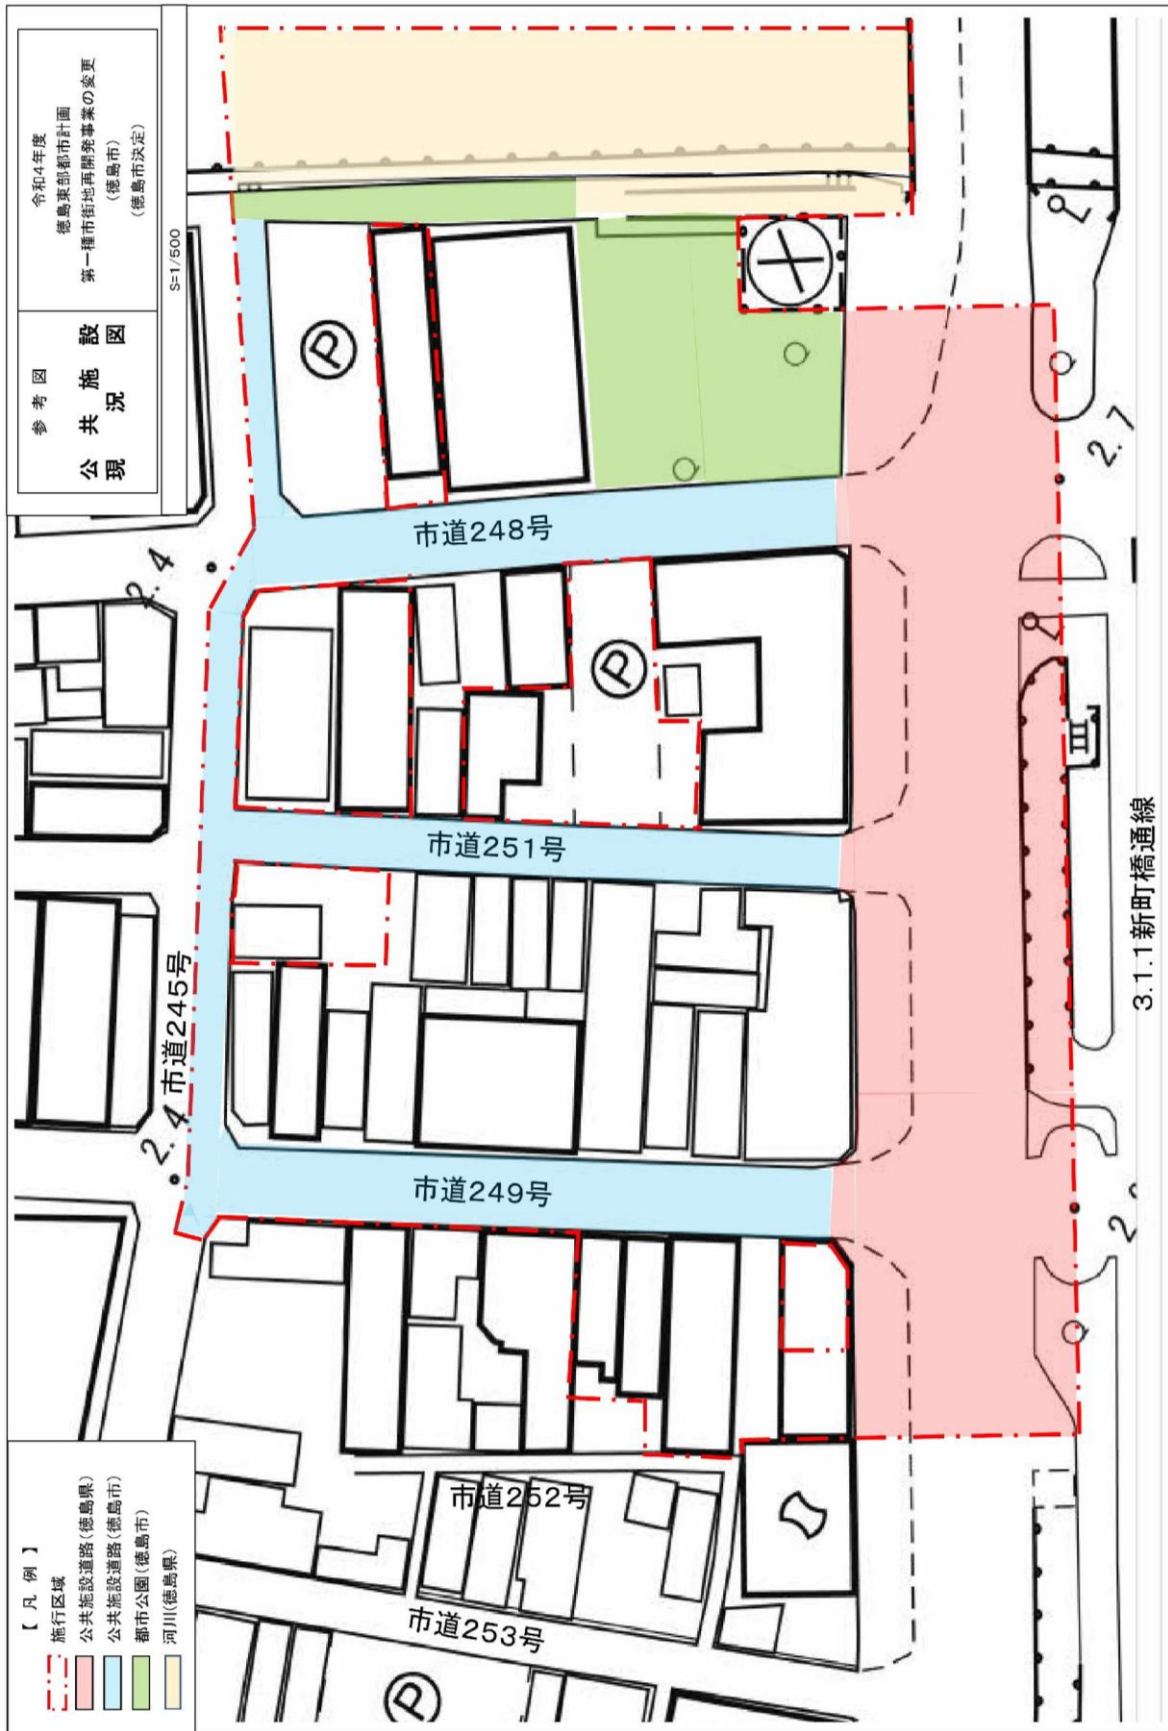 令和4年度
徳島東部都市計画
第一種市街地再開発事業の変更
(徳島市)
(徳島市決定)
参考図
公共施設
現況図
S=1/500
P
2.4
市道248号
2.7
P
市道251号
市道245号
2.4
3.1.1新町橋通線
市道249号
市道252号
市道253号
P
【凡例】
施行区域
公共施設道路(徳島県)
公共施設道路(徳島市)
都市公園(徳島市)
河川(徳島県)